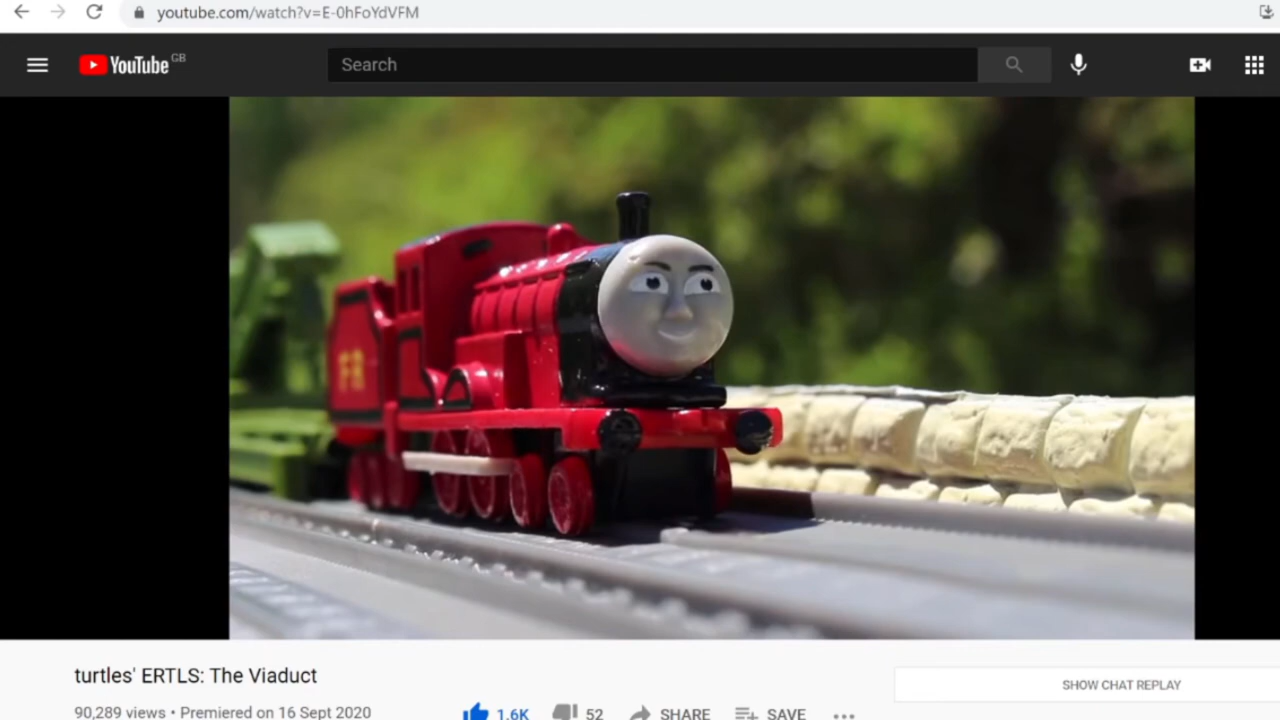 youtube.com/watch?v=E-0hFoYdVFM
YouTube GB
Search
FR
turtles' ERTLS: The Viaduct
SHOW CHAT REPLAY
90,289 views • Premiered on 16 Sept 2020
1.6K
52
SHARE
SAVE